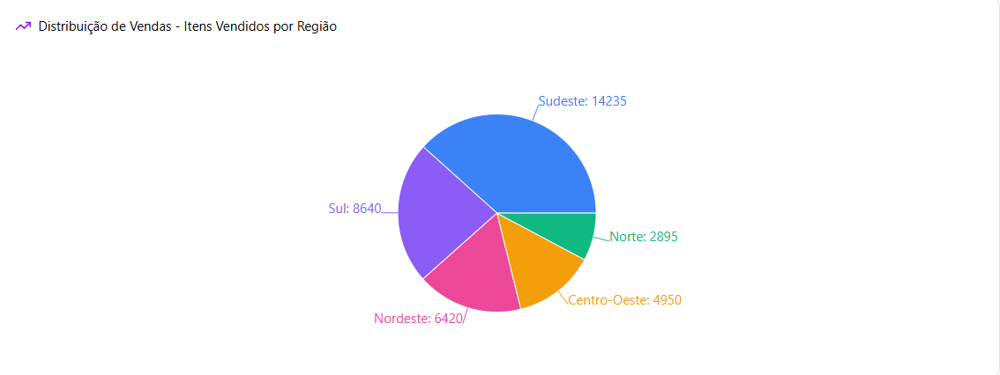 Distribuição de Vendas - Itens Vendidos por Região
Sudeste: 14235
Sul: 8640
Norte: 2895
Centro-Oeste: 4950
Nordeste: 6420